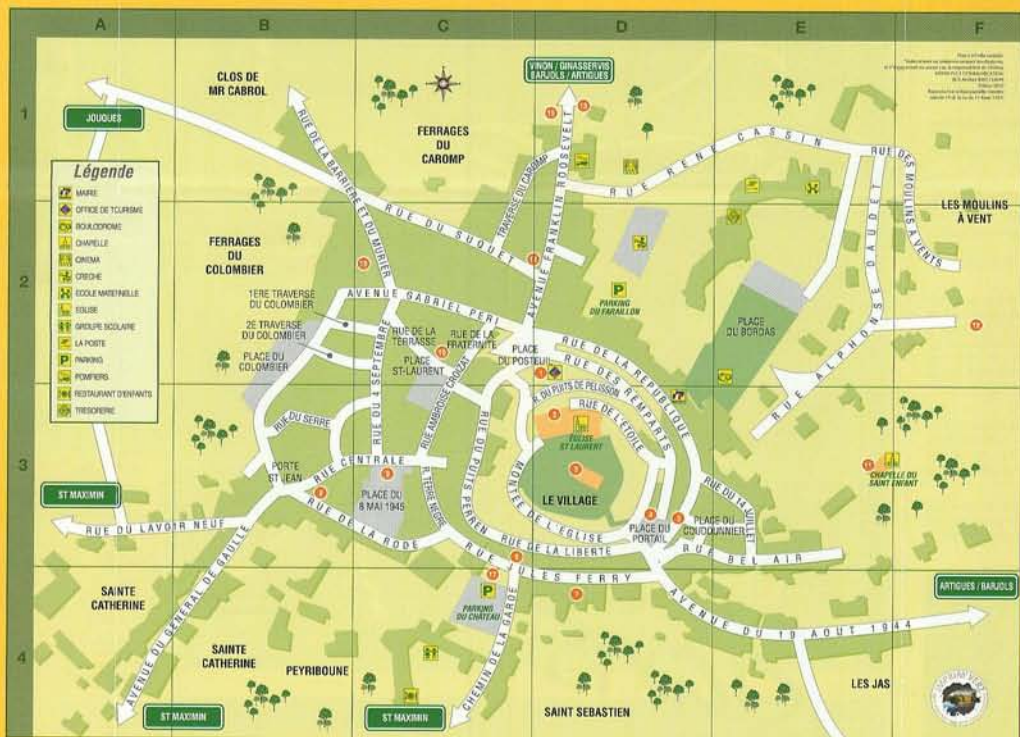 A
B
C
D
E
F
1
2
3
4
CLOS DE
MR CABROL
VINON / GINASSERVIS
BARJOLS / ARTIGUES
JOUQUES
FERRAGES
DU
CAROMP
RUE DE LA BARRIÈRE ET DU MURIER
RUE DU SUQUET
TRAVERSE DU CAROMP
AVENUE FRANKLIN ROOSEVELT
RUE RENE CASSIN
RUE DES MOULINS A VENTS
LES MOULINS
À VENT
Légende
MAIRIE
OFFICE DE TOURISME
BOULODROME
CHAPELLE
CINEMA
CRECHE
ECOLE MATERNELLE
EGLISE
GROUPE SCOLAIRE
LA POSTE
PARKING
POMPIERS
RESTAURANT D'ENFANTS
TRESORERIE
FERRAGES
DU
COLOMBIER
1ERE TRAVERSE
DU COLOMBIER
2E TRAVERSE
DU COLOMBIER
PLACE DU
COLOMBIER
AVENUE GABRIEL PERI
RUE DE LA
TERRASSE
RUE DE LA
FRATERNITE
PLACE
ST-LAURENT
RUE DU 4 SEPTEMBRE
RUE AMBROISE CROIZAT
PLACE
DU POSTEUIL
P
PARKING
DU FARAILLON
PLACE
DU BORDAS
RUE ALPHONSE DAUDET
RUE DE LA REPUBLIQUE
RUE DES REMPARTS
R. DU PUITS DE PELISSON
RUE DE L'ETOILE
EGLISE
ST LAURENT
LE VILLAGE
MONTEE DE L'EGLISE
RUE DU PUITS PERREN
RUE DU SERRE
PORTE
ST JEAN
RUE CENTRALE
PLACE DU
8 MAI 1945
R. TERRE NEGRE
RUE DE LA RODE
ST MAXIMIN
RUE DU LAVOIR NEUF
AVENUE DU GENERAL DE GAULLE
RUE DE LA LIBERTE
RUE JULES FERRY
PLACE DU
PORTAIL
PLACE DU
COUDOUNNIER
RUE DU 14 JUILLET
RUE BEL AIR
CHAPELLE DU
SAINT ENFANT
ARTIGUES / BARJOLS
AVENUE DU 19 AOUT 1944
SAINTE
CATHERINE
SAINTE
CATHERINE
PEYRIBOUNE
P
PARKING
DU CHÂTEAU
CHEMIN DE LA GARDE
SAINT SEBASTIEN
LES JAS
ST MAXIMIN
ST MAXIMIN